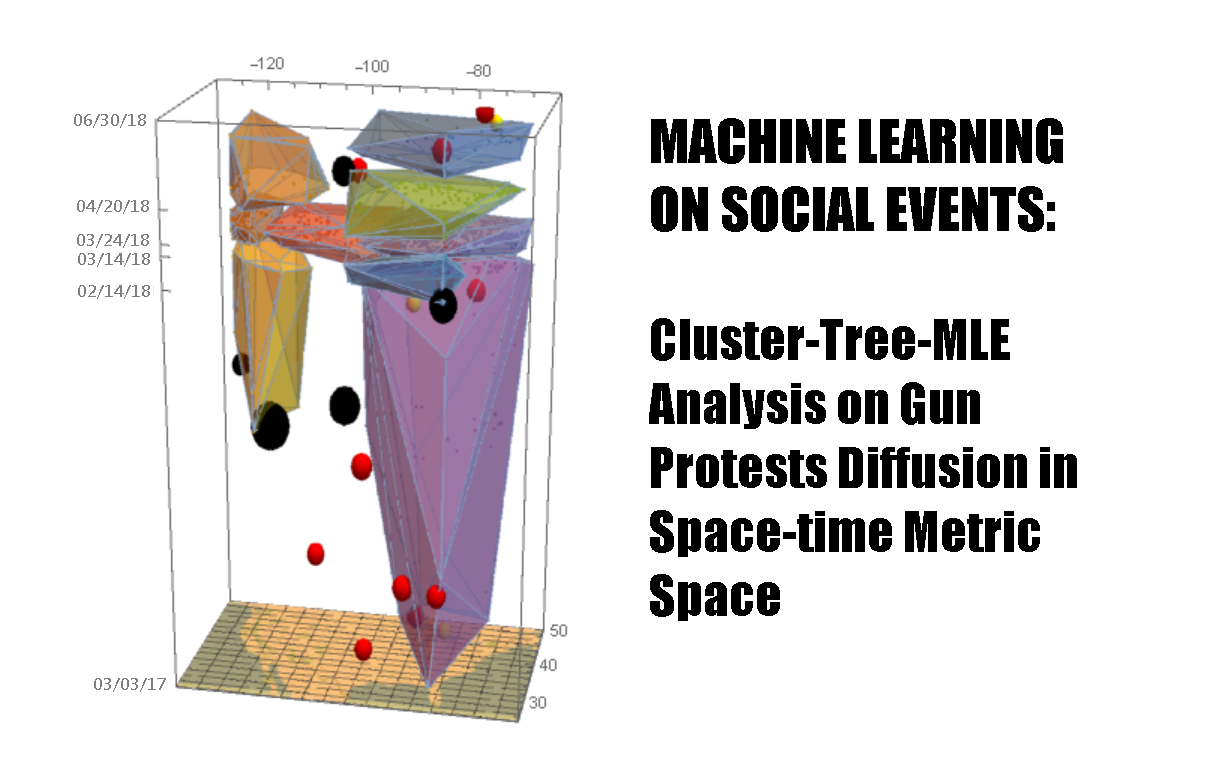 -120
-100
-80
06/30/18
04/20/18
03/24/18
03/14/18
02/14/18
03/03/17
50
40
30
MACHINE LEARNING
ON SOCIAL EVENTS:
Cluster-Tree-MLE
Analysis on Gun
Protests Diffusion in
Space-time Metric
Space